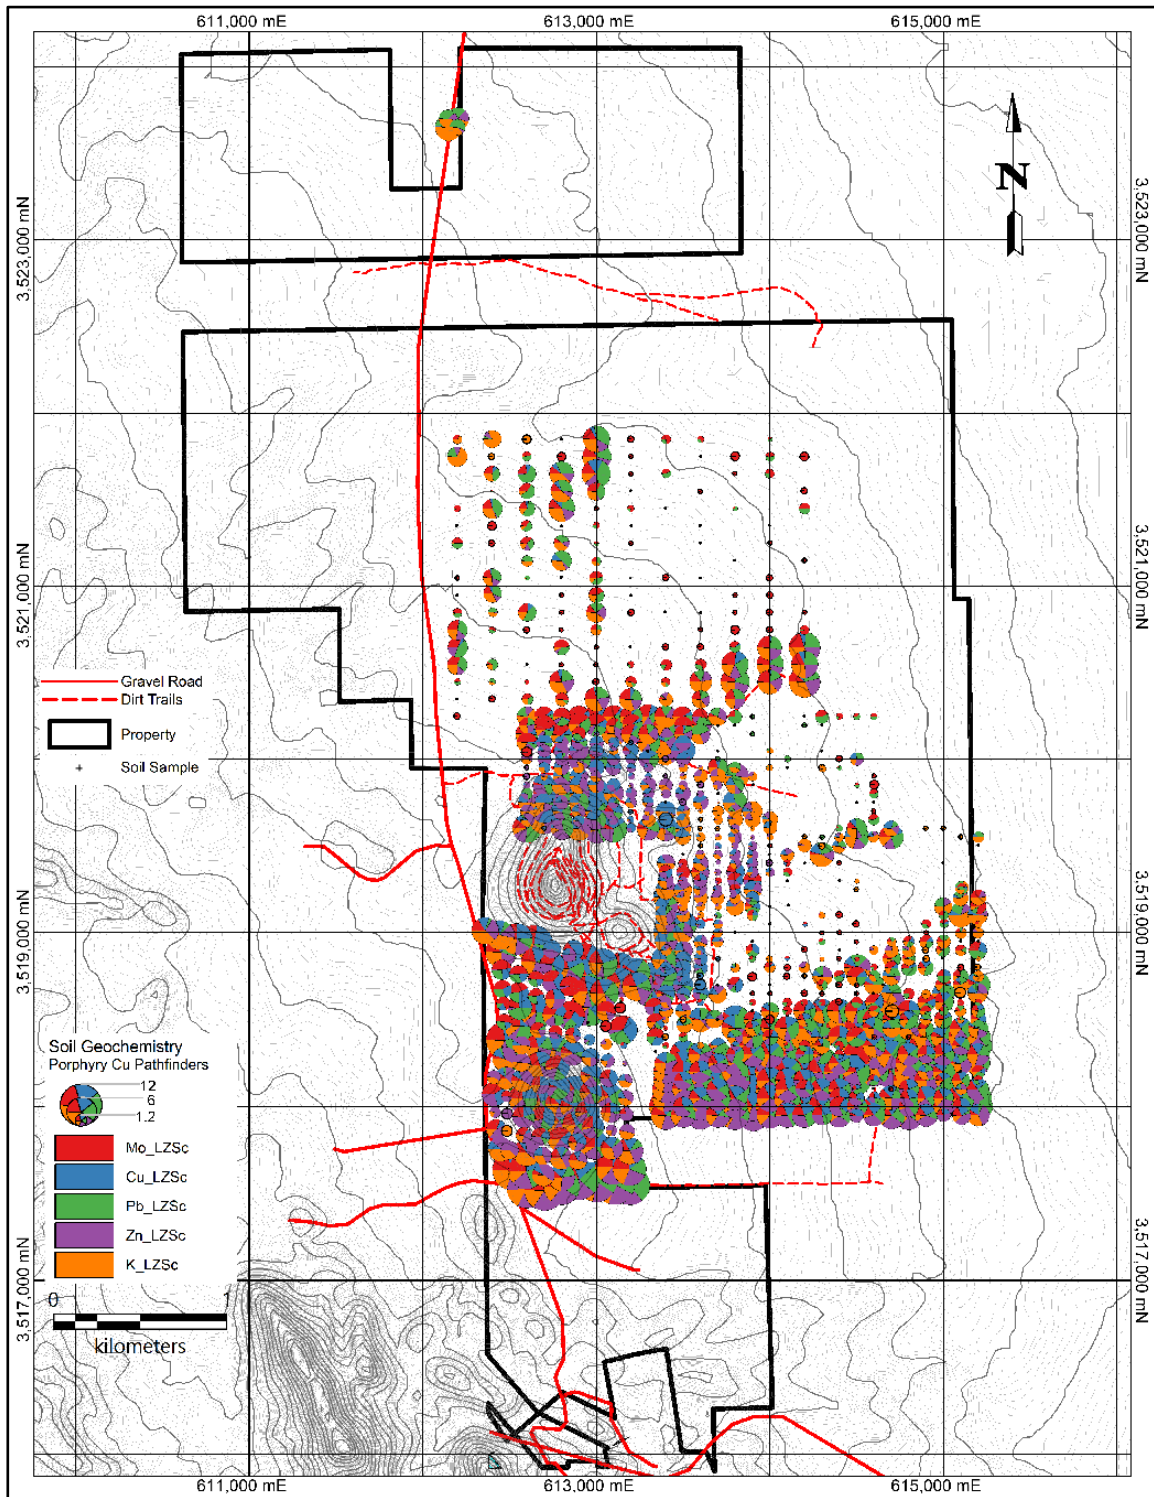 611,000 mE
613,000 mE
615,000 mE
N
3,523,000 mN
3,523,000 mN
3,521,000 mN
3,521,000 mN
Gravel Road
Dirt Trails
Property
Soil Sample
3,519,000 mN
3,519,000 mN
Soil Geochemistry
Porphyry Cu Pathfinders
12
6
1.2
Mo_LZSc
Cu_LZSc
Pb_LZSc
Zn_LZSc
K_LZSc
3,517,000 mN
3,517,000 mN
0 1
kilometers
611,000 mE
613,000 mE
615,000 mE